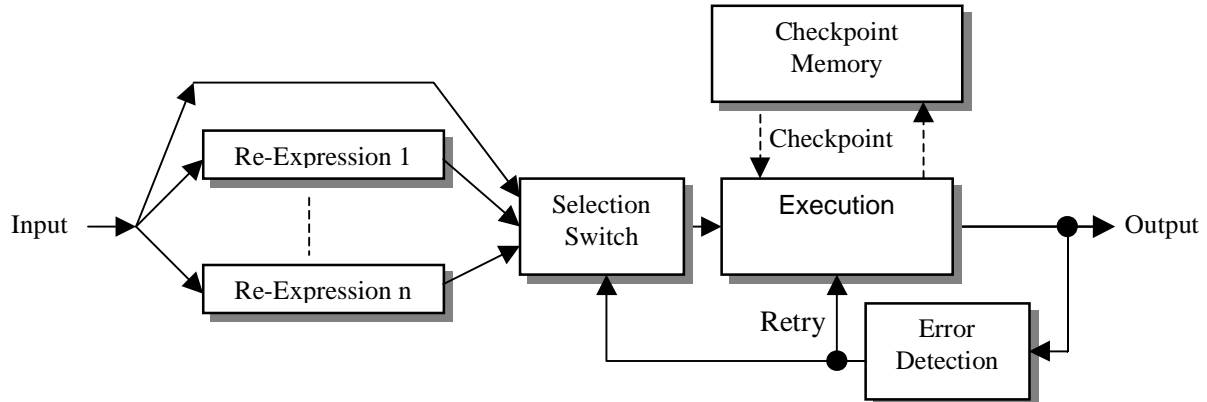 Checkpoint
Memory
Checkpoint
Re-Expression 1
Input
Selection
Switch
Execution
Output
Re-Expression n
Retry
Error
Detection